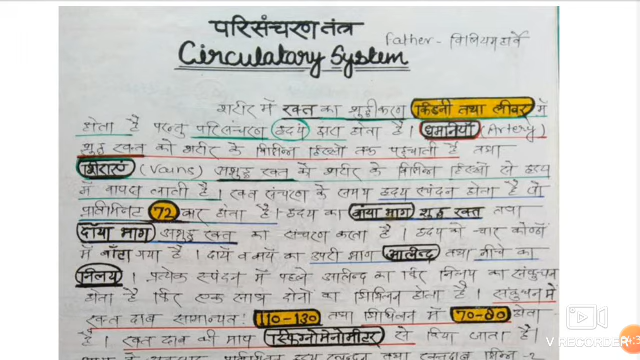 परिसंचरण तंत्र
Father- विलियम हार्वे
Circulatary System
शरीर में रक्त का शुद्धीकरण किडनी तथा लीवर में
होता है परन्तु परिसंचरण हृदय द्वारा होता है। धमनियां (Artery)
शुद्ध रक्त को शरीर के विभिन्न हिस्सों तक पहुंचाती है तथा
शिराएं (Vains) अशुद्ध रक्त को शरीर के विभिन्न हिस्सों से हृदय
में वापस लाती है। रक्त संचरण के समय हृदय स्पंदन होता है जो
प्रतिमिनट 72 बार होता है। हृदय का बांया भाग शुद्ध रक्त तथा
दाँया भाग अशुद्ध रक्त का संचरण करता है। हृदय को चार कोष्ठों
में बाँटा गया है। दायें व बायें का उपरी भाग आलिन्द तथा नीचे का
निलय। प्रत्येक स्पंदन में पहले आलिन्द का फिर निलय का संकुचन
होता है फिर एक साथ दोनों का शिथिलन होता है। संकुचन में
रक्त दाब सामान्यतः 110-130 तथा शिथिलन में 70-80 होता
है। रक्त दाब की माप स्फिग्नोमेनोमीटर से किया जाता है।
V RECORDER